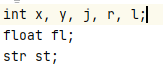 int x, y, j, r, l;
float fl;
str st;